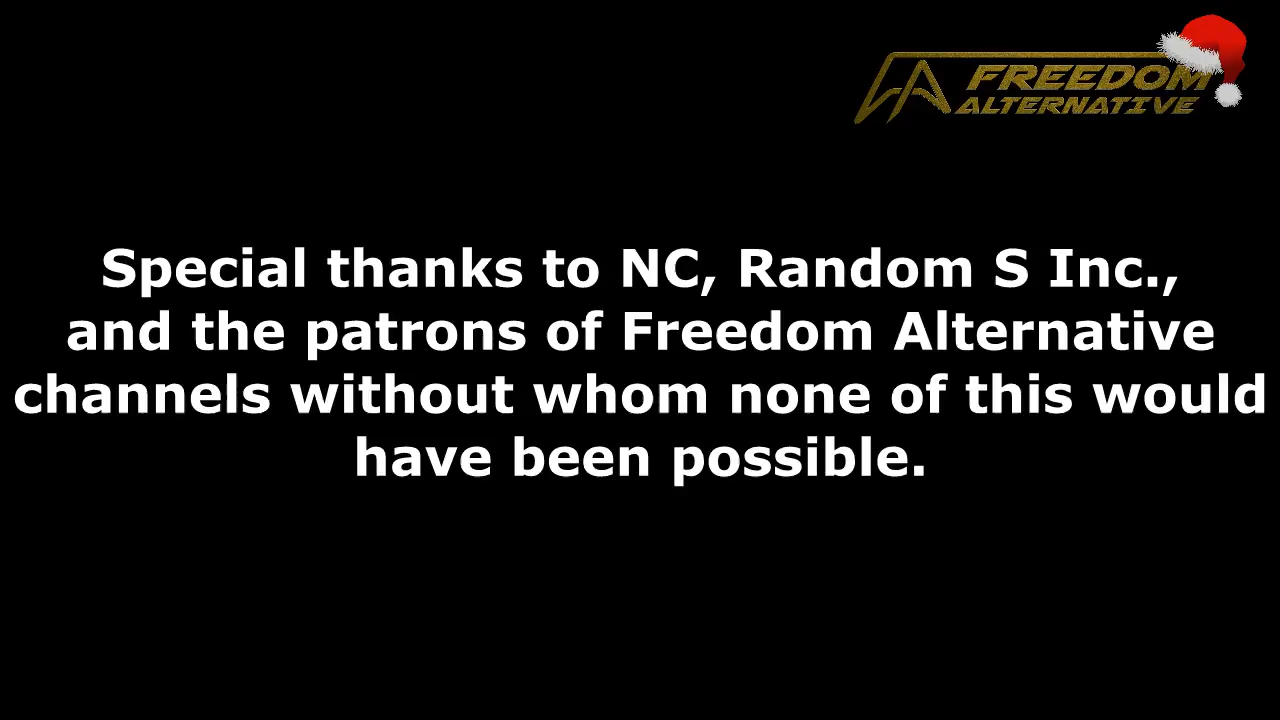 FREEDOM
ALTERNATIVE
Special thanks to NC, Random S Inc.,
and the patrons of Freedom Alternative
channels without whom none of this would
have been possible.